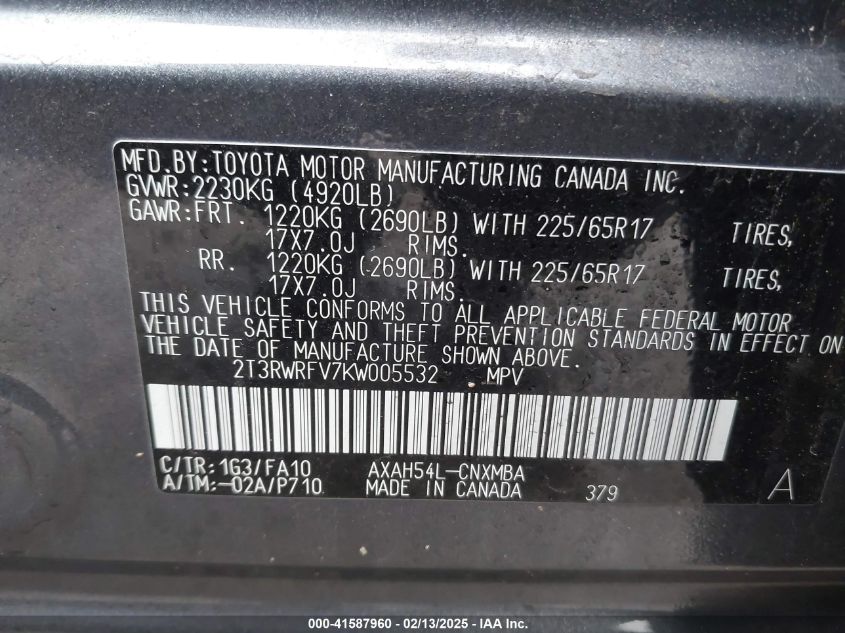 MFD.BY:TOYOTA MOTOR MANUFACTURING CANADA INC.
GVWR:2230KG (4920LB)
GAWR:FRT. 1220KG (2690LB) WITH 225/65R17 TIRES,
17X7.0J RIMS.
RR. 1220KG (2690LB) WITH 225/65R17 TIRES,
17X7.0J RIMS.
THIS VEHICLE CONFORMS TO ALL APPLICABLE FEDERAL MOTOR
VEHICLE SAFETY AND THEFT PREVENTION STANDARDS IN EFFECT ON
THE DATE OF MANUFACTURE SHOWN ABOVE.
2T3RWRFV7KW005532 MPV
C/TR:1G3/FA10 AXAH54L-CNXMBA
A/TM:-02A/P710 MADE IN CANADA 379 A
000-41587960 - 02/13/2025 - IAA Inc.